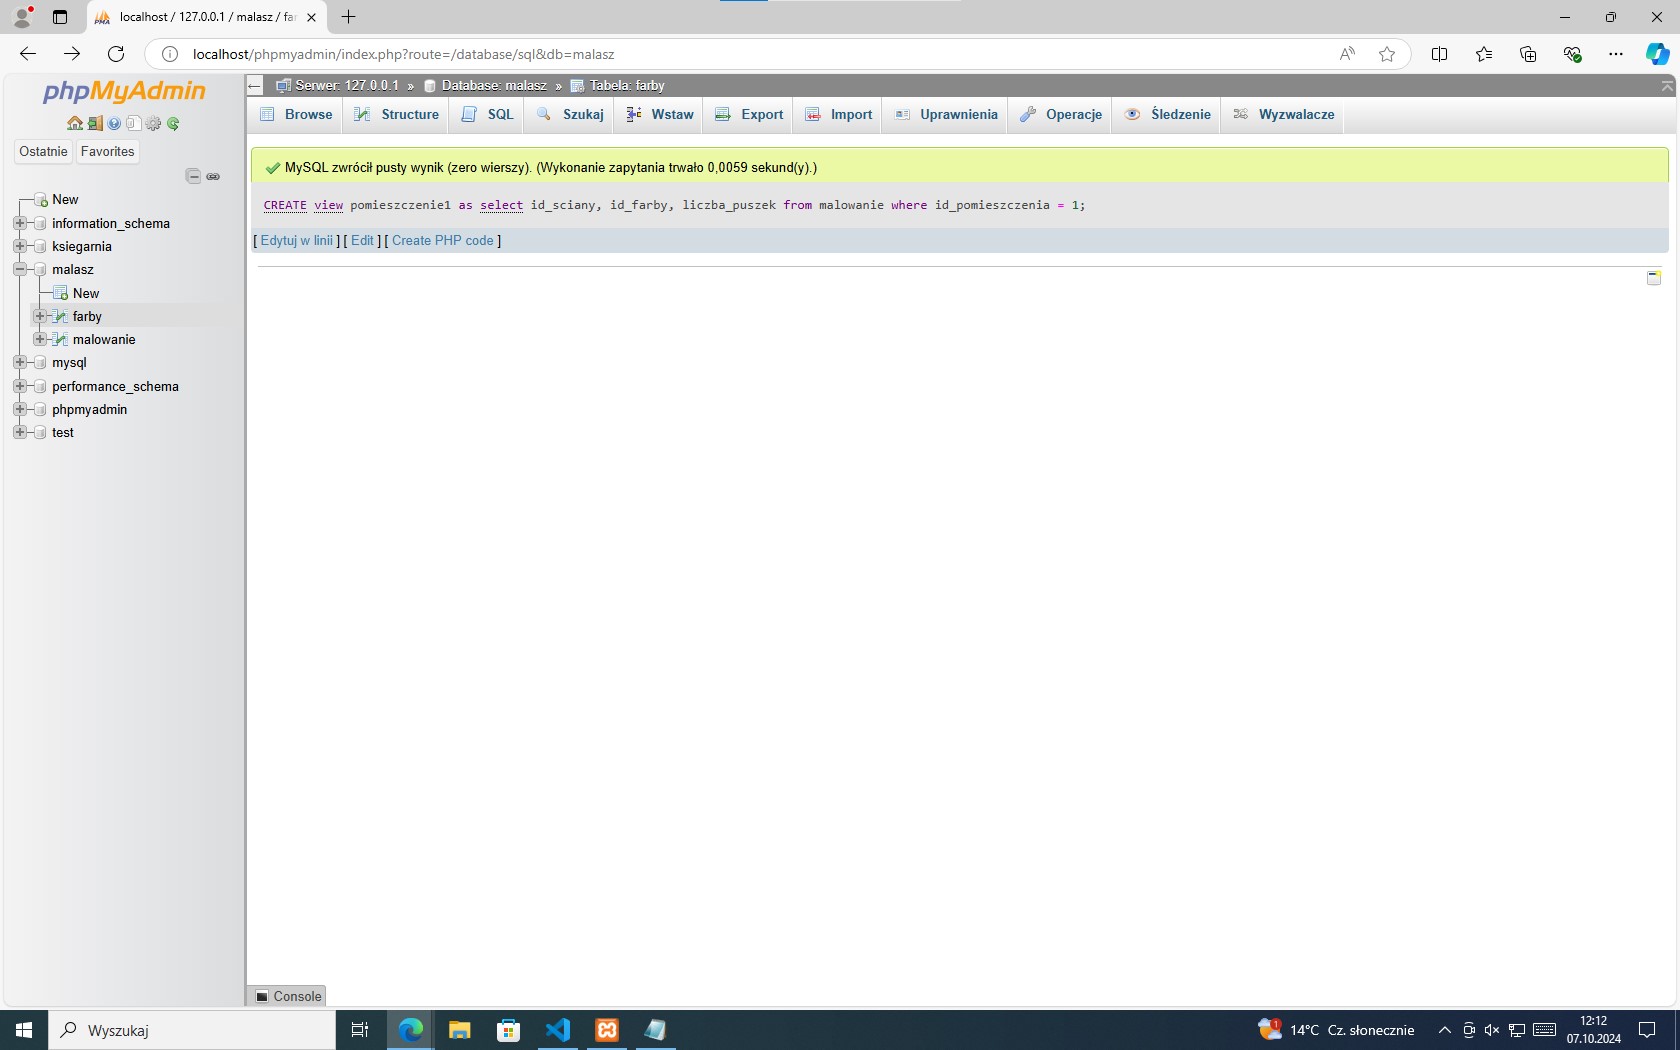 localhost / 127.0.0.1 / malasz / far
localhost/phpmyadmin/index.php?route=/database/sql&db=malasz
phpMyAdmin
Ostatnie
Favorites
New
information_schema
ksiegarnia
malasz
New
farby
malowanie
mysql
performance_schema
phpmyadmin
test
Serwer: 127.0.0.1 » Database: malasz » Tabela: farby
Browse Structure SQL Szukaj Wstaw Export Import Uprawnienia Operacje Śledzenie Wyzwalacze
MySQL zwrócił pusty wynik (zero wierszy). (Wykonanie zapytania trwało 0,0059 sekund(y).)
CREATE view pomieszczenie1 as select id_sciany, id_farby, liczba_puszek from malowanie where id_pomieszczenia = 1;
[ Edytuj w linii ] [ Edit ] [ Create PHP code ]
Console
Wyszukaj
1
14°C Cz. słonecznie
12:12
07.10.2024